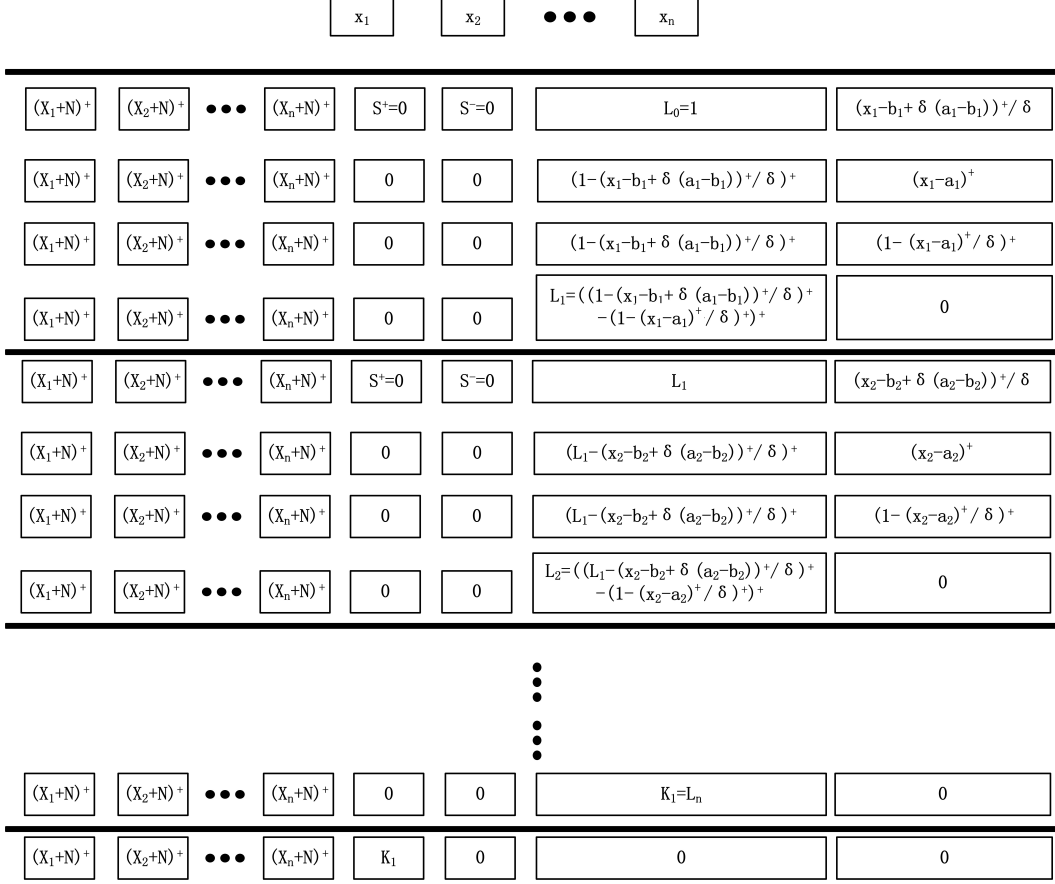 x₁ x₂ ●●● xₙ
(X₁+N)⁺ (X₂+N)⁺ ●●● (Xₙ+N)⁺ S⁺=0 S⁻=0 L₀=1 (x₁-b₁+δ(a₁-b₁))⁺/δ
(X₁+N)⁺ (X₂+N)⁺ ●●● (Xₙ+N)⁺ 0 0 (1-(x₁-b₁+δ(a₁-b₁))⁺/δ)⁺ (x₁-a₁)⁺
(X₁+N)⁺ (X₂+N)⁺ ●●● (Xₙ+N)⁺ 0 0 (1-(x₁-b₁+δ(a₁-b₁))⁺/δ)⁺ (1-(x₁-a₁)⁺/δ)⁺
(X₁+N)⁺ (X₂+N)⁺ ●●● (Xₙ+N)⁺ 0 0 L₁=((1-(x₁-b₁+δ(a₁-b₁))⁺/δ)⁺
-(1-(x₁-a₁)⁺/δ)⁺)⁺ 0
(X₁+N)⁺ (X₂+N)⁺ ●●● (Xₙ+N)⁺ S⁺=0 S⁻=0 L₁ (x₂-b₂+δ(a₂-b₂))⁺/δ
(X₁+N)⁺ (X₂+N)⁺ ●●● (Xₙ+N)⁺ 0 0 (L₁-(x₂-b₂+δ(a₂-b₂))⁺/δ)⁺ (x₂-a₂)⁺
(X₁+N)⁺ (X₂+N)⁺ ●●● (Xₙ+N)⁺ 0 0 (L₁-(x₂-b₂+δ(a₂-b₂))⁺/δ)⁺ (1-(x₂-a₂)⁺/δ)⁺
(X₁+N)⁺ (X₂+N)⁺ ●●● (Xₙ+N)⁺ 0 0 L₂=((L₁-(x₂-b₂+δ(a₂-b₂))⁺/δ)⁺
-(1-(x₂-a₂)⁺/δ)⁺)⁺ 0
(X₁+N)⁺ (X₂+N)⁺ ●●● (Xₙ+N)⁺ 0 0 K₁=Lₙ 0
(X₁+N)⁺ (X₂+N)⁺ ●●● (Xₙ+N)⁺ K₁ 0 0 0